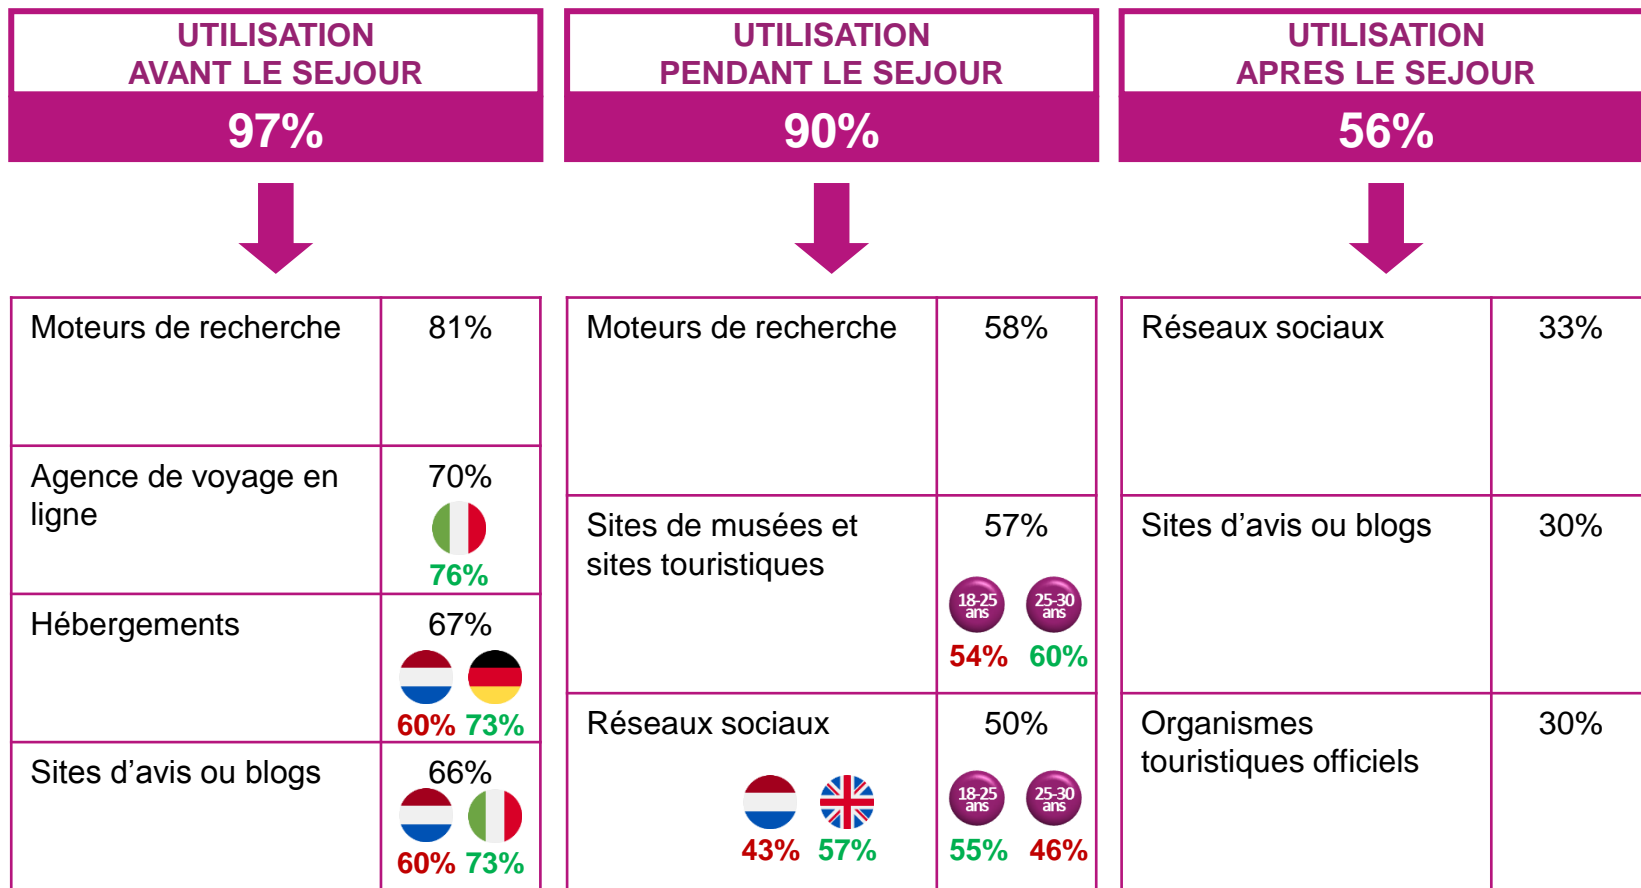 UTILISATION
AVANT LE SEJOUR
97%
Moteurs de recherche 81%
Agence de voyage en 70%
ligne
76%
Hébergements 67%
60% 73%
Sites d’avis ou blogs 66%
60% 73%
UTILISATION
PENDANT LE SEJOUR
90%
Moteurs de recherche 58%
Sites de musées et 57%
sites touristiques
18-25 25-30
ans ans
54% 60%
Réseaux sociaux 50%
18-25 25-30
ans ans
43% 57% 55% 46%
UTILISATION
APRES LE SEJOUR
56%
Réseaux sociaux 33%
Sites d’avis ou blogs 30%
Organismes 30%
touristiques officiels